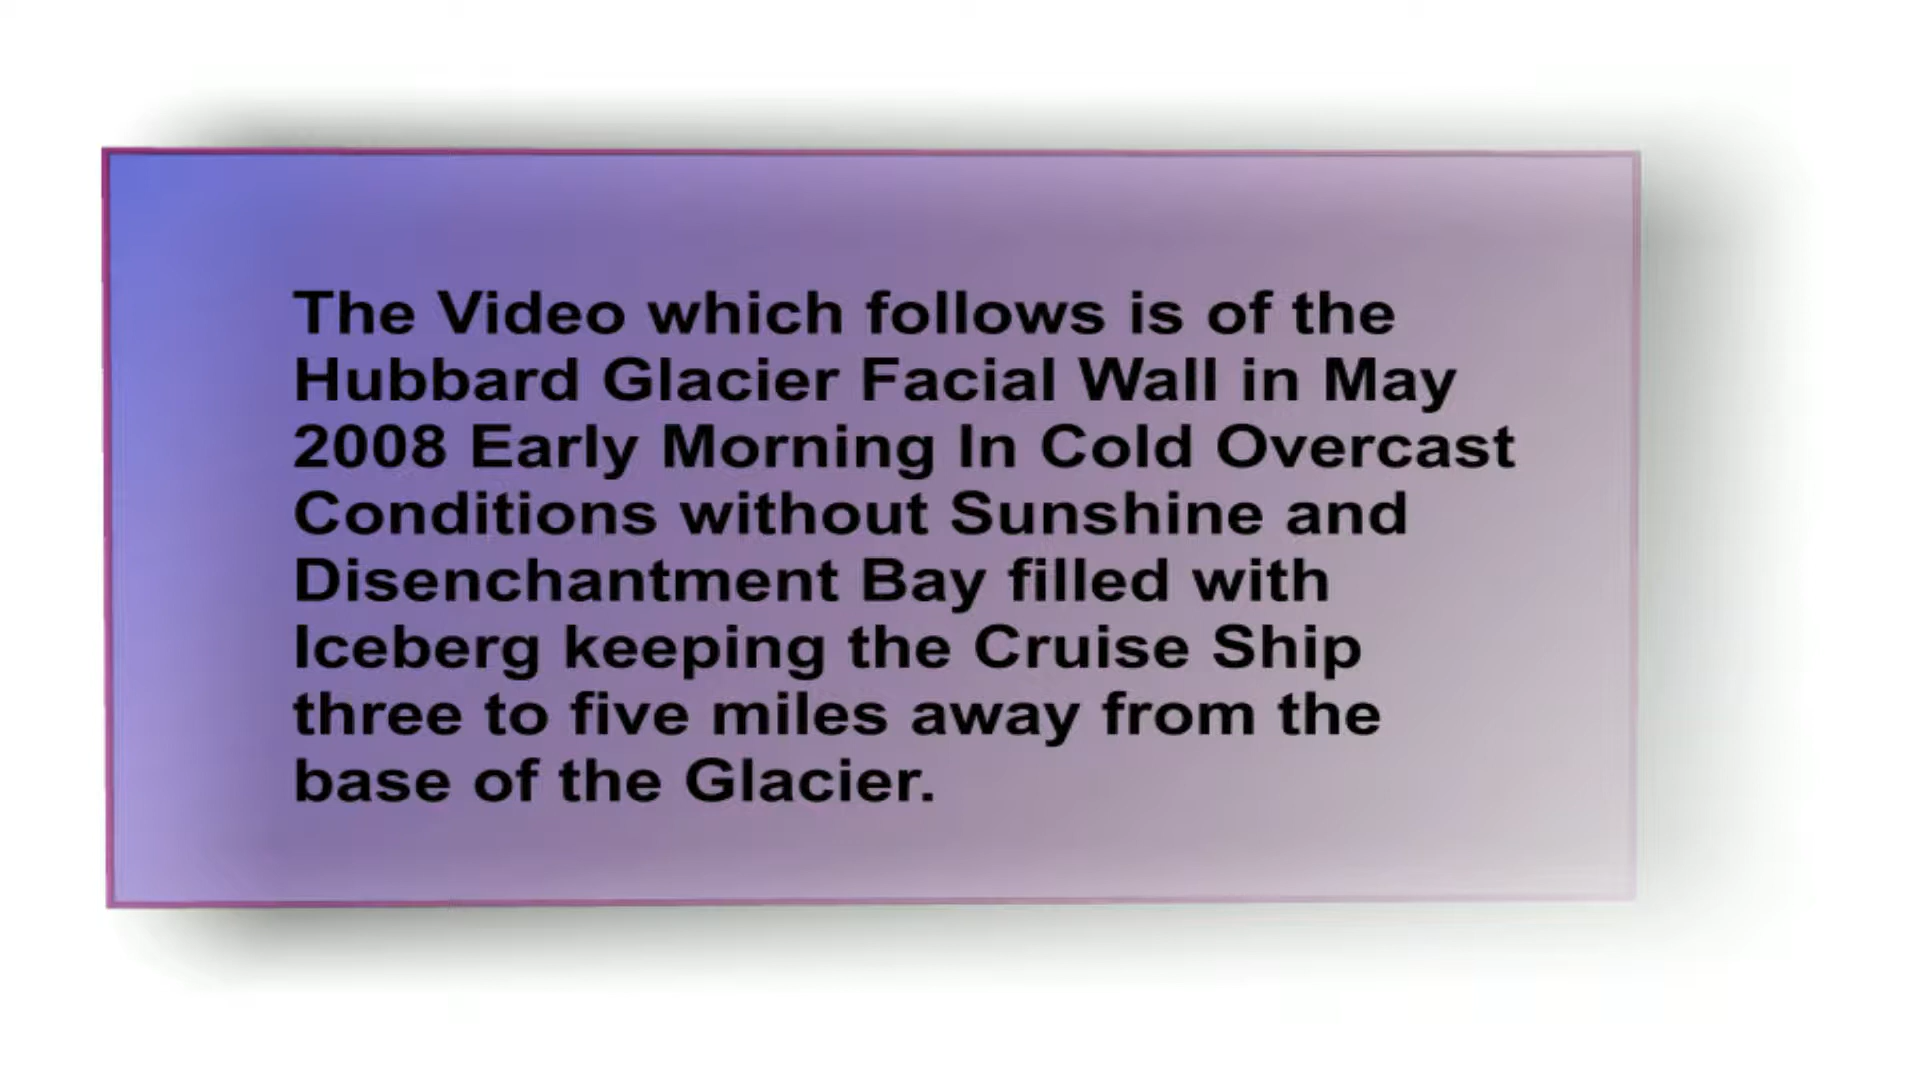 The Video which follows is of the
Hubbard Glacier Facial Wall in May
2008 Early Morning In Cold Overcast
Conditions without Sunshine and
Disenchantment Bay filled with
Iceberg keeping the Cruise Ship
three to five miles away from the
base of the Glacier.